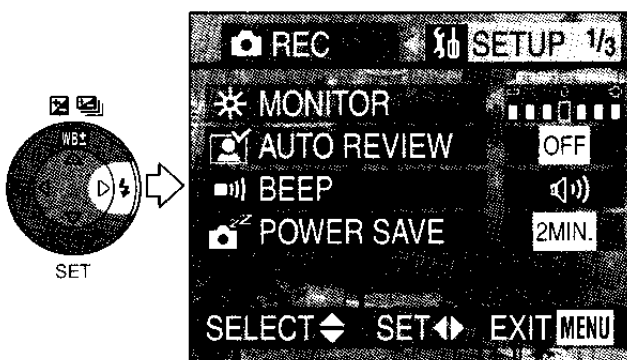 REC SETUP 1/3
MONITOR
AUTO REVIEW OFF
BEEP
POWER SAVE 2MIN.
SELECT SET EXIT MENU
WB±
SET